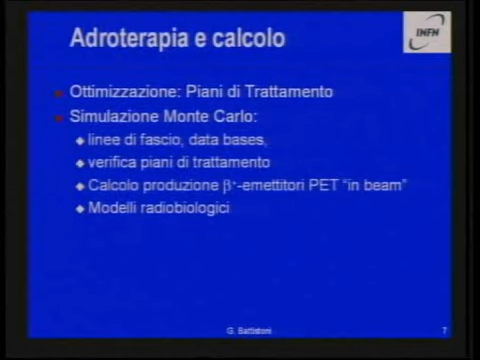 Adroterapia e calcolo
INFN
Ottimizzazione: Piani di Trattamento
Simulazione Monte Carlo:
linee di fascio, data bases,
verifica piani di trattamento
Calcolo produzione β⁺-emettitori PET "in beam"
Modelli radiobiologici
G. Battistoni
7